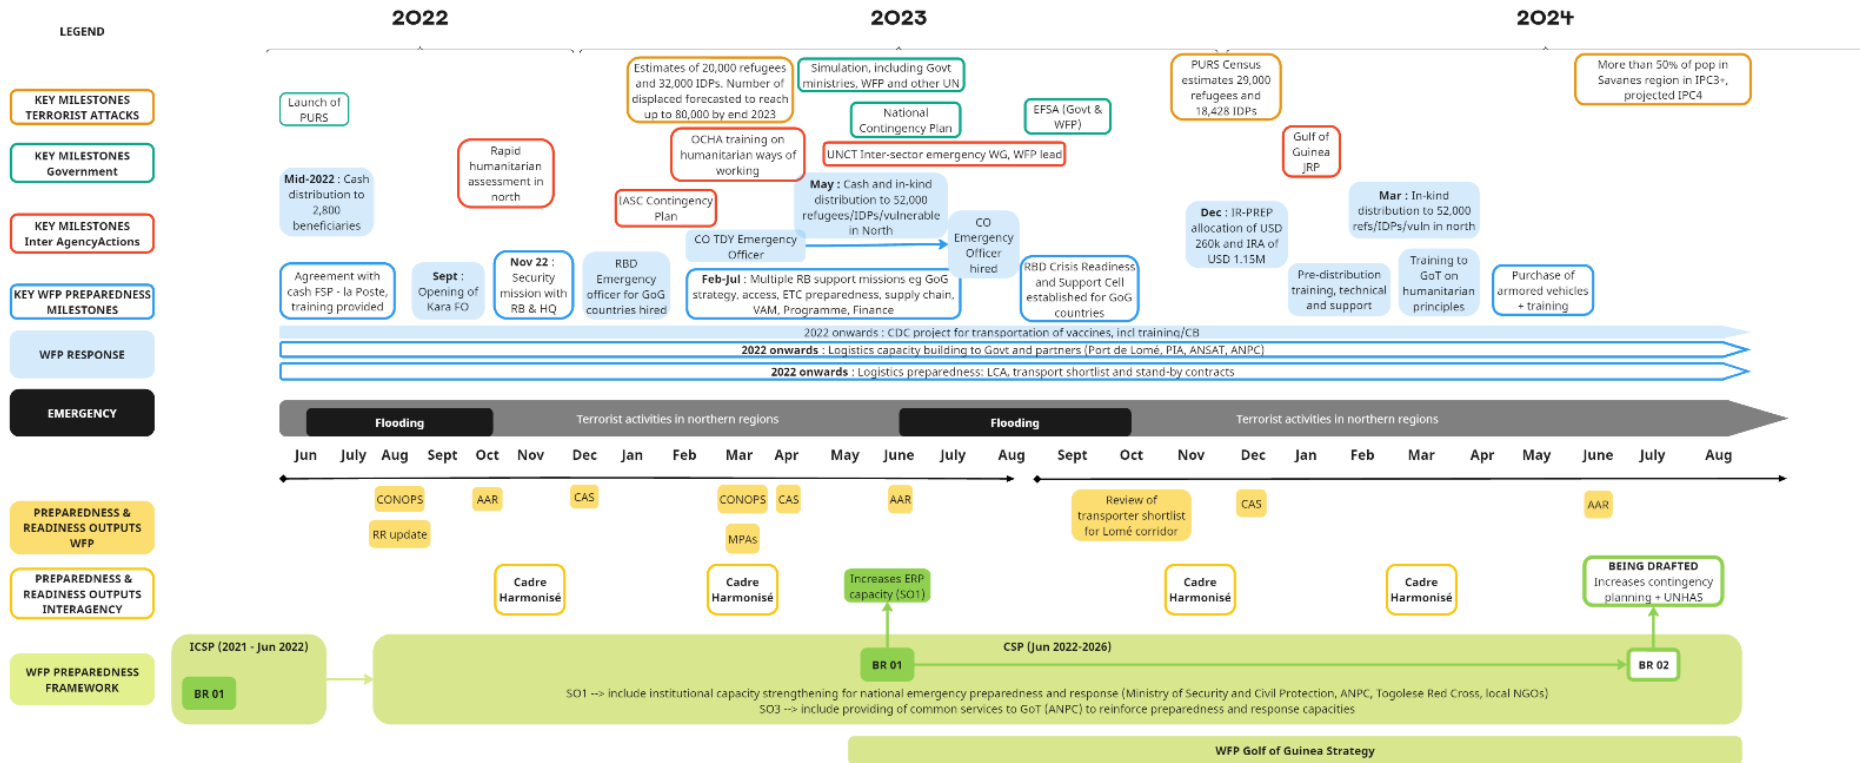 2022
2023
2024
LEGEND
KEY MILESTONES
TERRORIST ATTACKS
KEY MILESTONES
Government
KEY MILESTONES
Inter AgencyActions
KEY WFP PREPAREDNESS
MILESTONES
WFP RESPONSE
EMERGENCY
PREPAREDNESS &
READINESS OUTPUTS
WFP
PREPAREDNESS &
READINESS OUTPUTS
INTERAGENCY
WFP PREPAREDNESS
FRAMEWORK
Launch of
PURS
Estimates of 20,000 refugees
and 32,000 IDPs. Number of
displaced forecasted to reach
up to 80,000 by end 2023
Simulation, including Govt
ministries, WFP and other UN
National
Contingency Plan
EFSA (Govt &
WFP)
PURS Census
estimates 29,000
refugees and
18,428 IDPs
More than 50% of pop in
Savanes region in IPC3+,
projected IPC4
Rapid
humanitarian
assessment in
north
OCHA training on
humanitarian ways of
working
UNCT Inter-sector emergency WG, WFP lead
Gulf of
Guinea
JRP
IASC Contingency
Plan
Mid-2022 : Cash
distribution to
2,800
beneficiaries
May : Cash and in-kind
distribution to 52,000
refugees/IDPs/vulnerable
in North
CO TDY Emergency
Officer
CO
Emergency
Officer
hired
Dec : IR-PREP
allocation of USD
260k and IRA of
USD 1.15M
Mar : In-kind
distribution to 52,000
refs/IDPs/vuln in north
Agreement with
cash FSP - la Poste,
training provided
Sept :
Opening of
Kara FO
Nov 22 :
Security
mission with
RB & HQ
RBD
Emergency
officer for GoG
countries hired
Feb-Jul : Multiple RB support missions eg GoG
strategy, access, ETC preparedness, supply chain,
VAM, Programme, Finance
RBD Crisis Readiness
and Support Cell
established for GoG
countries
Pre-distribution
training, technical
and support
Training to
GoT on
humanitarian
principles
Purchase of
armored vehicles
+ training
2022 onwards : CDC project for transportation of vaccines, incl training/CB
2022 onwards : Logistics capacity building to Govt and partners (Port de Lomé, PIA, ANSAT, ANPC)
2022 onwards : Logistics preparedness: LCA, transport shortlist and stand-by contracts
Flooding
Terrorist activities in northern regions
Flooding
Terrorist activities in northern regions
Jun July Aug Sept Oct Nov Dec Jan Feb Mar Apr May June July Aug Sept Oct Nov Dec Jan Feb Mar Apr May June July Aug
CONOPS
AAR
CAS
CONOPS
CAS
AAR
Review of
transporter shortlist
for Lomé corridor
CAS
AAR
RR update
MPAs
Cadre
Harmonisé
Cadre
Harmonisé
Increases ERP
capacity (SO1)
Cadre
Harmonisé
Cadre
Harmonisé
BEING DRAFTED
Increases contingency
planning + UNHAS
ICSP (2021 - Jun 2022)
BR 01
CSP (Jun 2022-2026)
BR 01
BR 02
SO1 --> include institutional capacity strengthening for national emergency preparedness and response (Ministry of Security and Civil Protection, ANPC, Togolese Red Cross, local NGOs)
SO3 --> include providing of common services to GoT (ANPC) to reinforce preparedness and response capacities
WFP Golf of Guinea Strategy